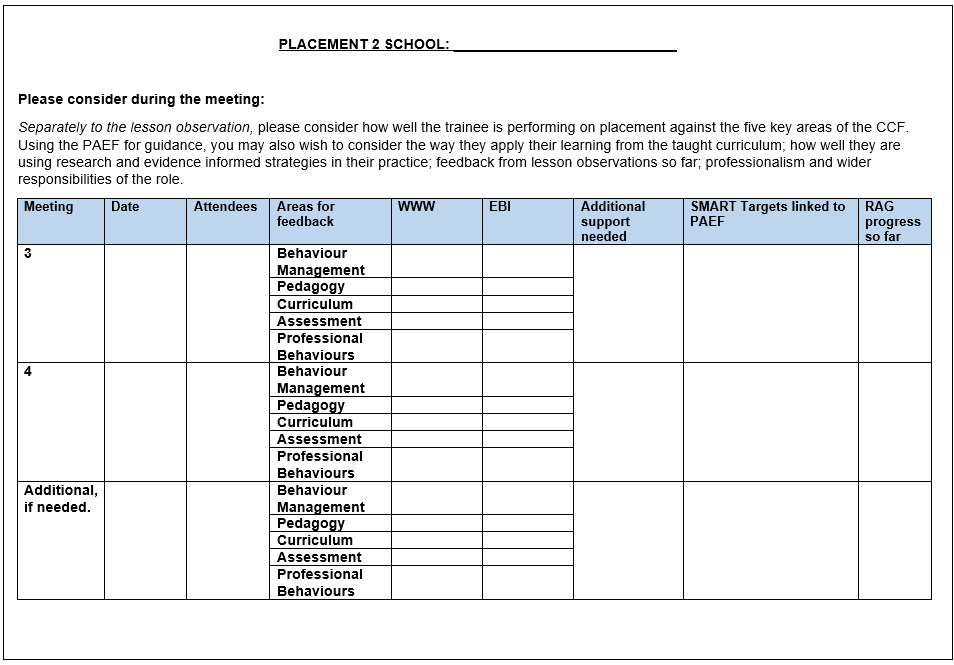 PLACEMENT 2 SCHOOL: ____________________________
Please consider during the meeting:
Separately to the lesson observation, please consider how well the trainee is performing on placement against the five key areas of the CCF.
Using the PAEF for guidance, you may also wish to consider the way they apply their learning from the taught curriculum; how well they are
using research and evidence informed strategies in their practice; feedback from lesson observations so far; professionalism and wider
responsibilities of the role.
Meeting
Date
Attendees
Areas for
feedback
WWW
EBI
Additional
support
needed
SMART Targets linked to
PAEF
RAG
progress
so far
3
Behaviour
Management
Pedagogy
Curriculum
Assessment
Professional
Behaviours
4
Behaviour
Management
Pedagogy
Curriculum
Assessment
Professional
Behaviours
Additional,
if needed.
Behaviour
Management
Pedagogy
Curriculum
Assessment
Professional
Behaviours